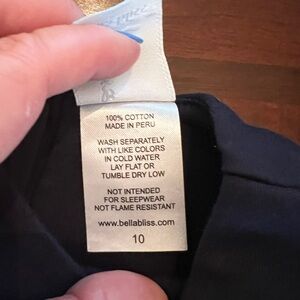 100% COTTON
MADE IN PERU
WASH SEPARATELY
WITH LIKE COLORS
IN COLD WATER
LAY FLAT OR
TUMBLE DRY LOW
NOT INTENDED
FOR SLEEPWEAR
NOT FLAME RESISTANT
www.bellabliss.com
10